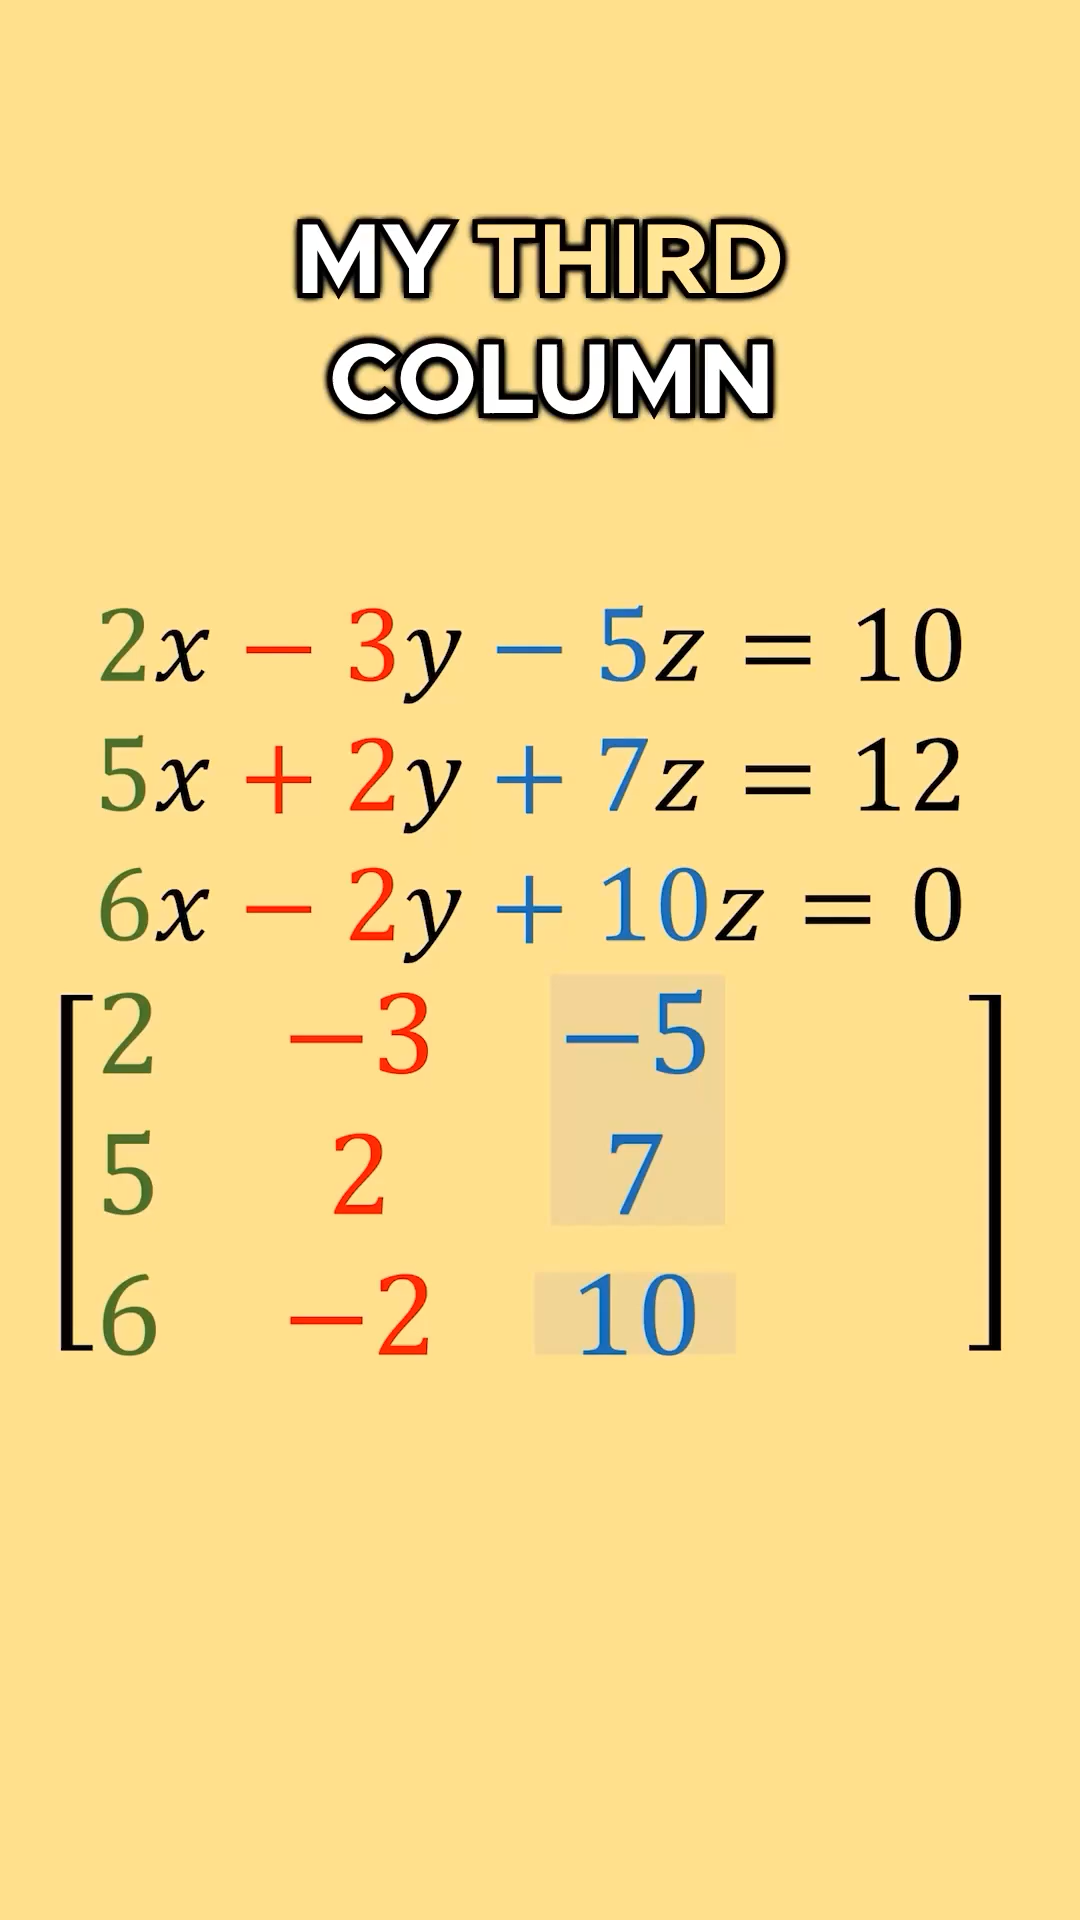 MY THIRD
COLUMN
2x − 3y − 5z = 10
5x + 2y + 7z = 12
6x − 2y + 10z = 0
2 −3 −5
5 2 7
6 −2 10